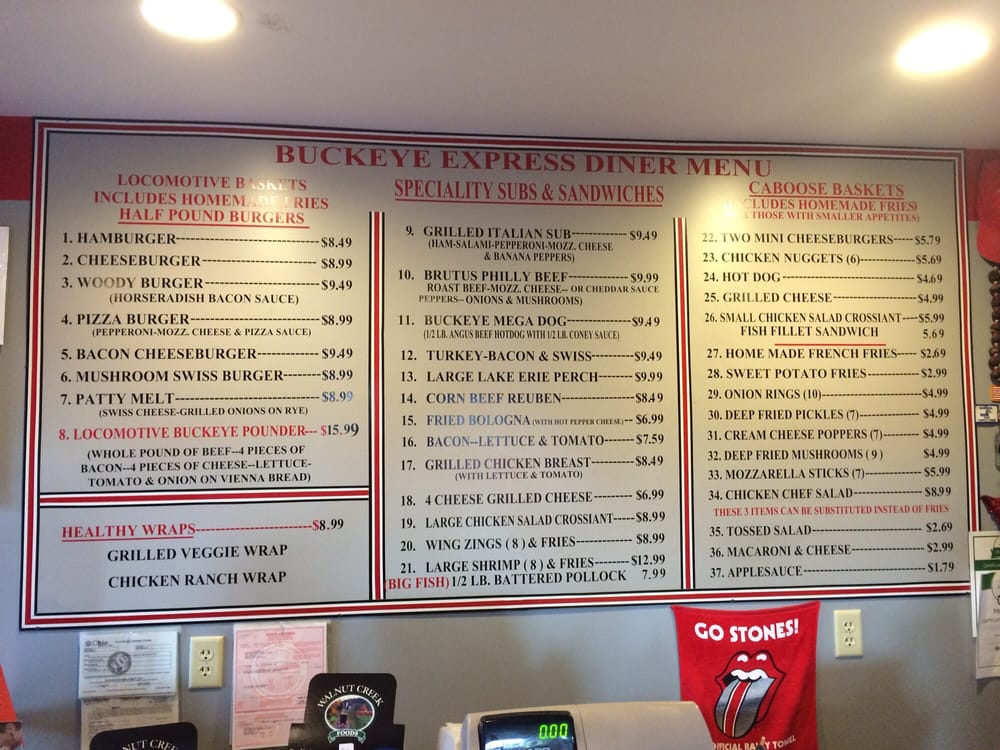 BUCKEYE EXPRESS DINER MENU
LOCOMOTIVE BASKETS
INCLUDES HOMEMADE FRIES
HALF POUND BURGERS
1. HAMBURGER $8.49
2. CHEESEBURGER $8.99
3. WOODY BURGER $9.49
(HORSERADISH BACON SAUCE)
4. PIZZA BURGER $8.99
(PEPPERONI-MOZZ. CHEESE & PIZZA SAUCE)
5. BACON CHEESEBURGER $9.49
6. MUSHROOM SWISS BURGER $8.99
7. PATTY MELT $8.99
(SWISS CHEESE-GRILLED ONIONS ON RYE)
8. LOCOMOTIVE BUCKEYE POUNDER--- $15.99
(WHOLE POUND OF BEEF--4 PIECES OF
BACON--4 PIECES OF CHEESE--LETTUCE-
TOMATO & ONION ON VIENNA BREAD)
HEALTHY WRAPS $8.99
GRILLED VEGGIE WRAP
CHICKEN RANCH WRAP
SPECIALITY SUBS & SANDWICHES
9. GRILLED ITALIAN SUB $9.49
(HAM-SALAMI-PEPPERONI-MOZZ. CHEESE
& BANANA PEPPERS)
10. BRUTUS PHILLY BEEF $9.99
ROAST BEEF-MOZZ. CHEESE-- OR CHEDDAR SAUCE
PEPPERS-- ONIONS & MUSHROOMS)
11. BUCKEYE MEGA DOG $9.49
(1/2 LB. ANGUS BEEF HOTDOG WITH 1/2 LB. CONEY SAUCE)
12. TURKEY-BACON & SWISS $9.49
13. LARGE LAKE ERIE PERCH $9.99
14. CORN BEEF REUBEN $8.49
15. FRIED BOLOGNA (WITH HOT PEPPER CHEESE) $6.99
16. BACON--LETTUCE & TOMATO $7.59
17. GRILLED CHICKEN BREAST $8.49
(WITH LETTUCE & TOMATO)
18. 4 CHEESE GRILLED CHEESE $6.99
19. LARGE CHICKEN SALAD CROSSIANT $8.99
20. WING ZINGS ( 8 ) & FRIES $8.99
21. LARGE SHRIMP ( 8 ) & FRIES $12.99
(BIG FISH) 1/2 LB. BATTERED POLLOCK 7.99
CABOOSE BASKETS
INCLUDES HOMEMADE FRIES)
& THOSE WITH SMALLER APPETITES)
22. TWO MINI CHEESEBURGERS $5.79
23. CHICKEN NUGGETS (6) $5.69
24. HOT DOG $4.69
25. GRILLED CHEESE $4.99
26. SMALL CHICKEN SALAD CROSSIANT $5.99
FISH FILLET SANDWICH 5.69
27. HOME MADE FRENCH FRIES $2.69
28. SWEET POTATO FRIES $2.99
29. ONION RINGS (10) $4.99
30. DEEP FRIED PICKLES (7) $4.99
31. CREAM CHEESE POPPERS (7) $4.99
32. DEEP FRIED MUSHROOMS ( 9 ) $4.99
33. MOZZARELLA STICKS (7) $5.99
34. CHICKEN CHEF SALAD $8.99
THESE 3 ITEMS CAN BE SUBSTITUTED INSTEAD OF FRIES
35. TOSSED SALAD $2.69
36. MACARONI & CHEESE $2.99
37. APPLESAUCE $1.79
GO STONES!
WALNUT CREEK
FOODS
0.00